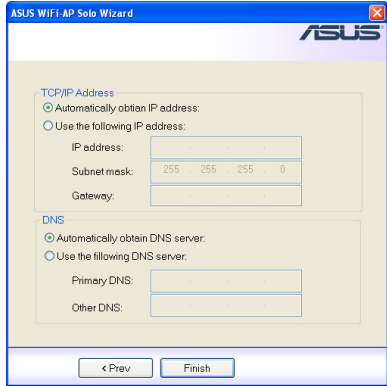 ASUS WiFi-AP Solo Wizard
ASUS
TCP/IP Address
Automatically obtian IP address:
Use the following IP address:
IP address:
Subnet mask: 255 . 255 . 255 . 0
Gateway:
DNS
Automatically obtain DNS server:
Use the fillowing DNS server:
Primary DNS:
Other DNS:
< Prev Finish